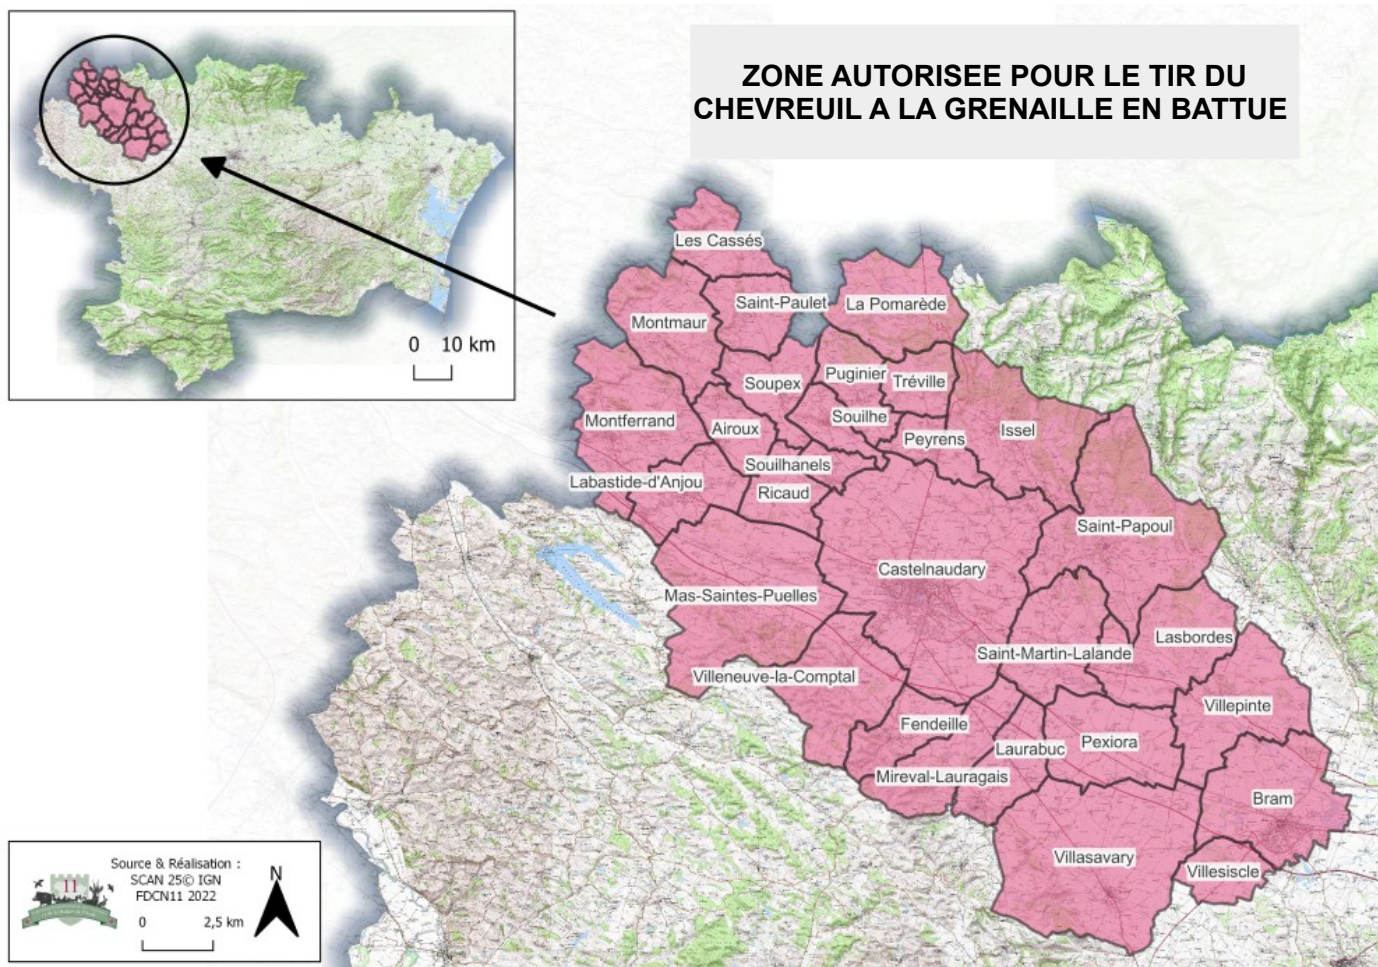 ZONE AUTORISEE POUR LE TIR DU
CHEVREUIL A LA GRENAILLE EN BATTUE
0 10 km
Les Cassés
Saint-Paulet
La Pomarède
Montmaur
Puginier
Tréville
Soupex
Souilhe
Montferrand
Airoux
Issel
Peyrens
Souilhanels
Labastide-d'Anjou
Ricaud
Saint-Papoul
Castelnaudary
Mas-Saintes-Puelles
Lasbordes
Saint-Martin-Lalande
Villeneuve-la-Comptal
Villepinte
Fendeille
Pexiora
Laurabuc
Mireval-Lauragais
Bram
Villasavary
Villesiscle
11
Source & Réalisation :
SCAN 25© IGN
FDCN11 2022
0 2,5 km
N